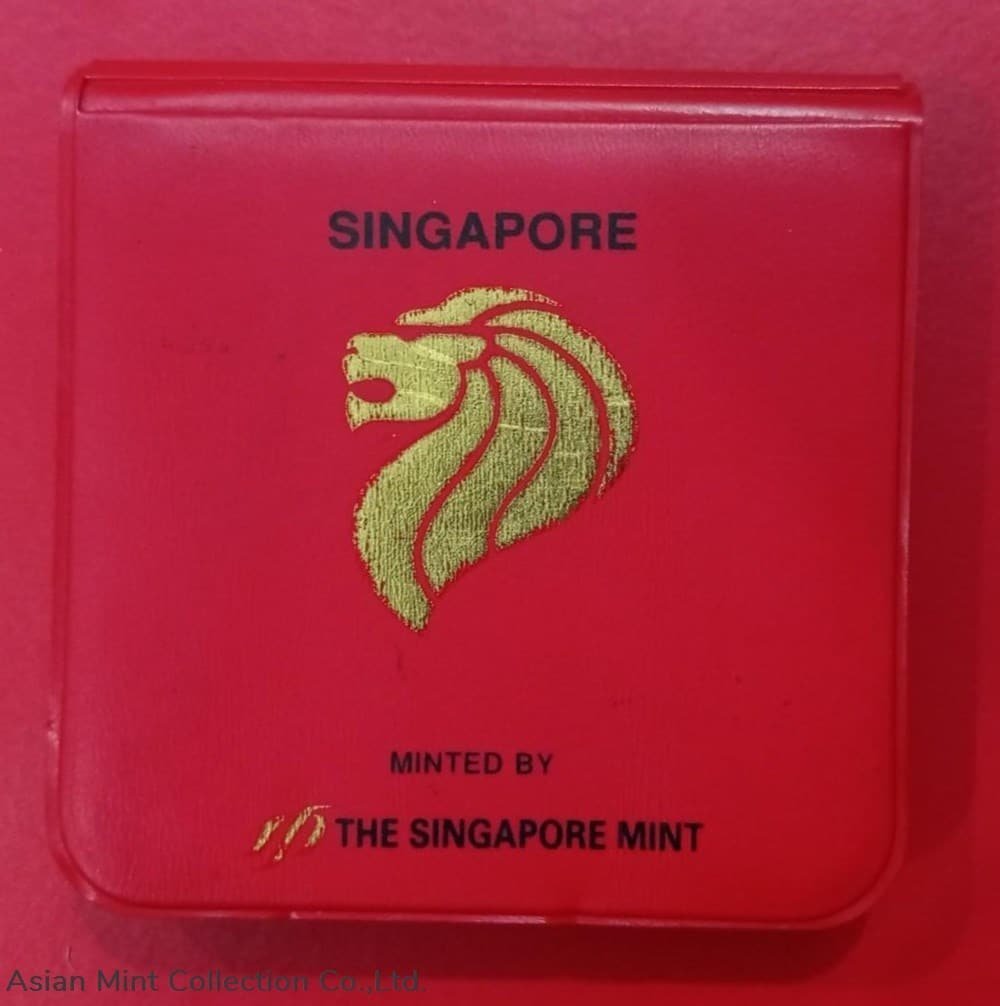 SINGAPORE
MINTED BY
THE SINGAPORE MINT
Asian Mint Collection Co.,Ltd.